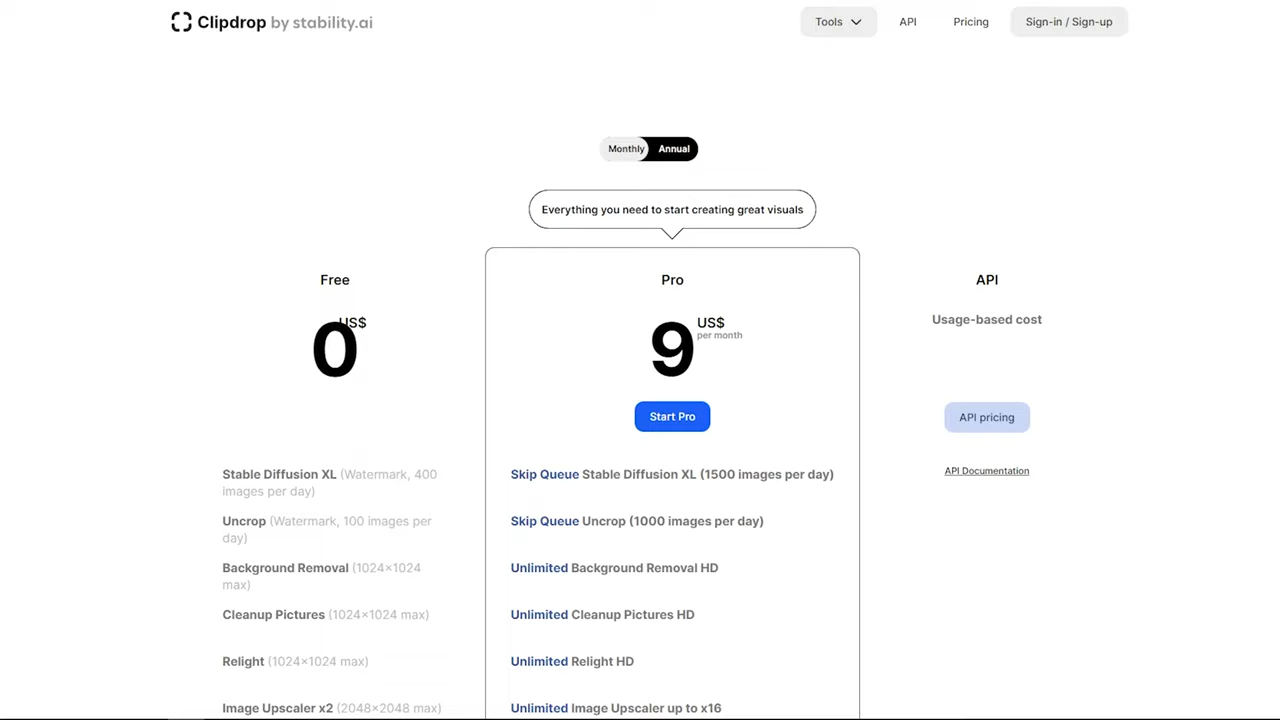 Clipdrop by stability.ai
Tools
API
Pricing
Sign-in / Sign-up
Monthly
Annual
Everything you need to start creating great visuals
Free
0
US$
Stable Diffusion XL (Watermark, 400
images per day)
Uncrop (Watermark, 100 images per
day)
Background Removal (1024×1024
max)
Cleanup Pictures (1024×1024 max)
Relight (1024×1024 max)
Image Upscaler x2 (2048×2048 max)
Pro
9
US$
per month
Start Pro
Skip Queue Stable Diffusion XL (1500 images per day)
Skip Queue Uncrop (1000 images per day)
Unlimited Background Removal HD
Unlimited Cleanup Pictures HD
Unlimited Relight HD
Unlimited Image Upscaler up to x16
API
Usage-based cost
API pricing
API Documentation